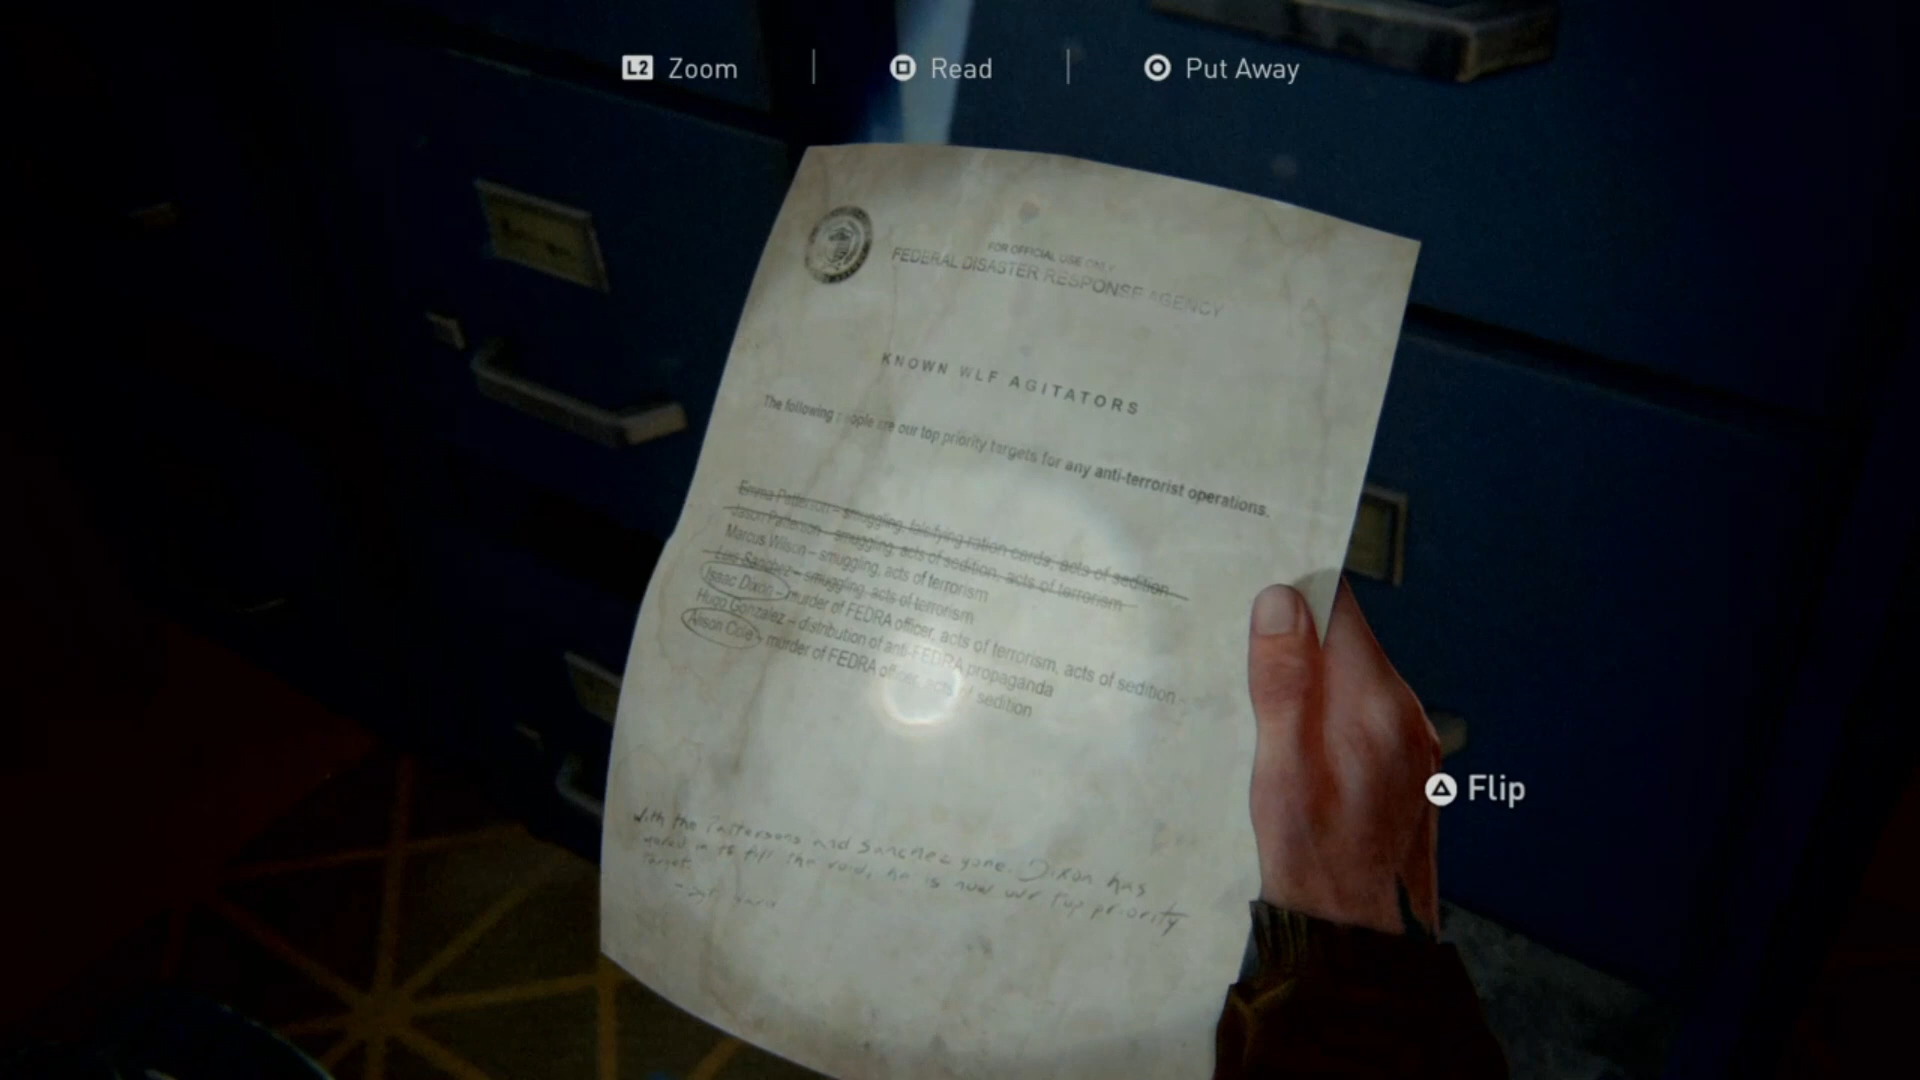 L2 Zoom | Read | Put Away
FOR OFFICIAL USE ONLY
FEDERAL DISASTER RESPONSE AGENCY
KNOWN WLF AGITATORS
The following people are our top priority targets for any anti-terrorist operations.
Emma Patterson - smuggling, falsifying ration cards, acts of sedition
Jason Patterson - smuggling, acts of sedition, acts of terrorism
Marcus Wilson - smuggling, acts of terrorism
Luis Sanchez - smuggling, acts of terrorism
Isaac Dixon - murder of FEDRA officer, acts of terrorism, acts of sedition -
Hugo Gonzalez - distribution of anti-FEDRA propaganda
Alison Cole - murder of FEDRA officer, acts of sedition
Flip
With the Pattersons and Sanchez gone, Dixon has
moved in to fill the void, he is now our top priority
target.